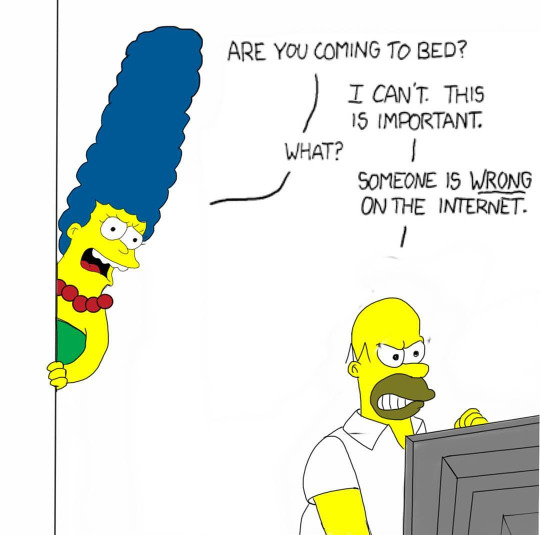 ARE YOU COMING TO BED?
I CAN'T. THIS
IS IMPORTANT.
WHAT?
SOMEONE IS WRONG
ON THE INTERNET.